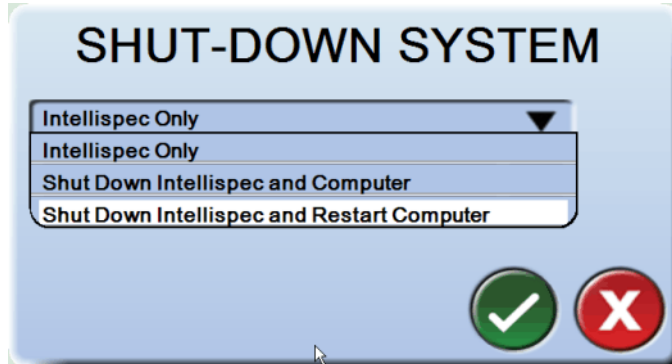 SHUT-DOWN SYSTEM
Intellispec Only
Intellispec Only
Shut Down Intellispec and Computer
Shut Down Intellispec and Restart Computer
X